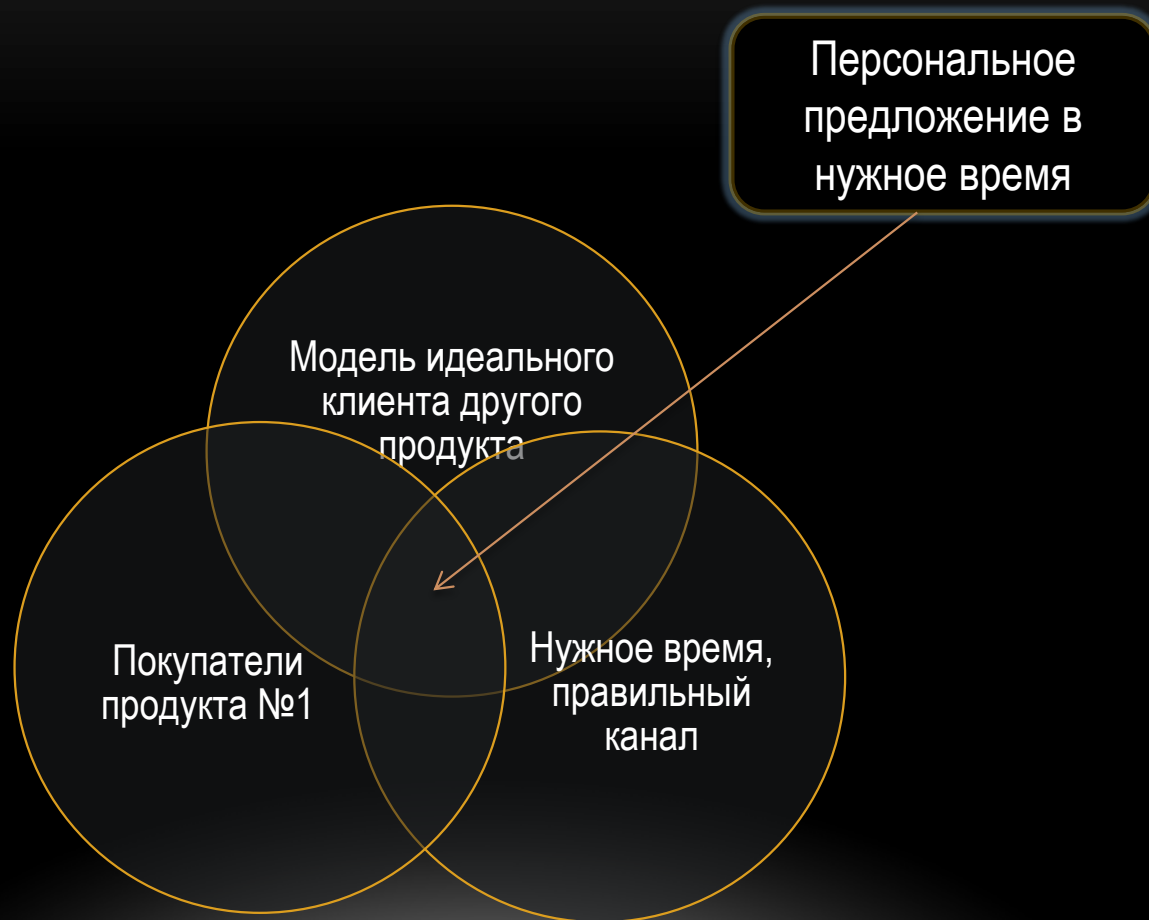 Персональное
предложение в
нужное время
Модель идеального
клиента другого
продукта
Покупатели
продукта №1
Нужное время,
правильный
канал